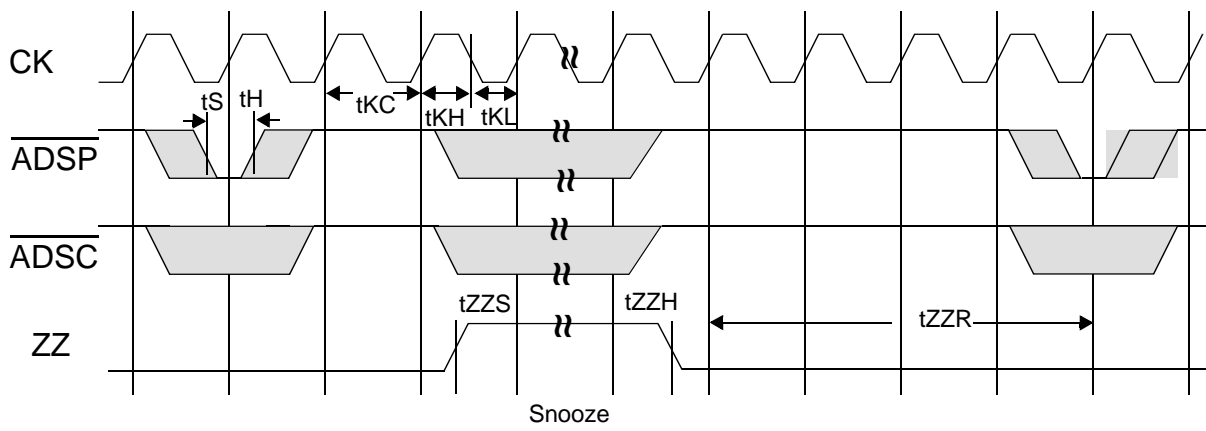 CK
tS
tH
tKC
tKH
tKL
ADSP
ADSC
tZZS
tZZH
tZZR
ZZ
Snooze